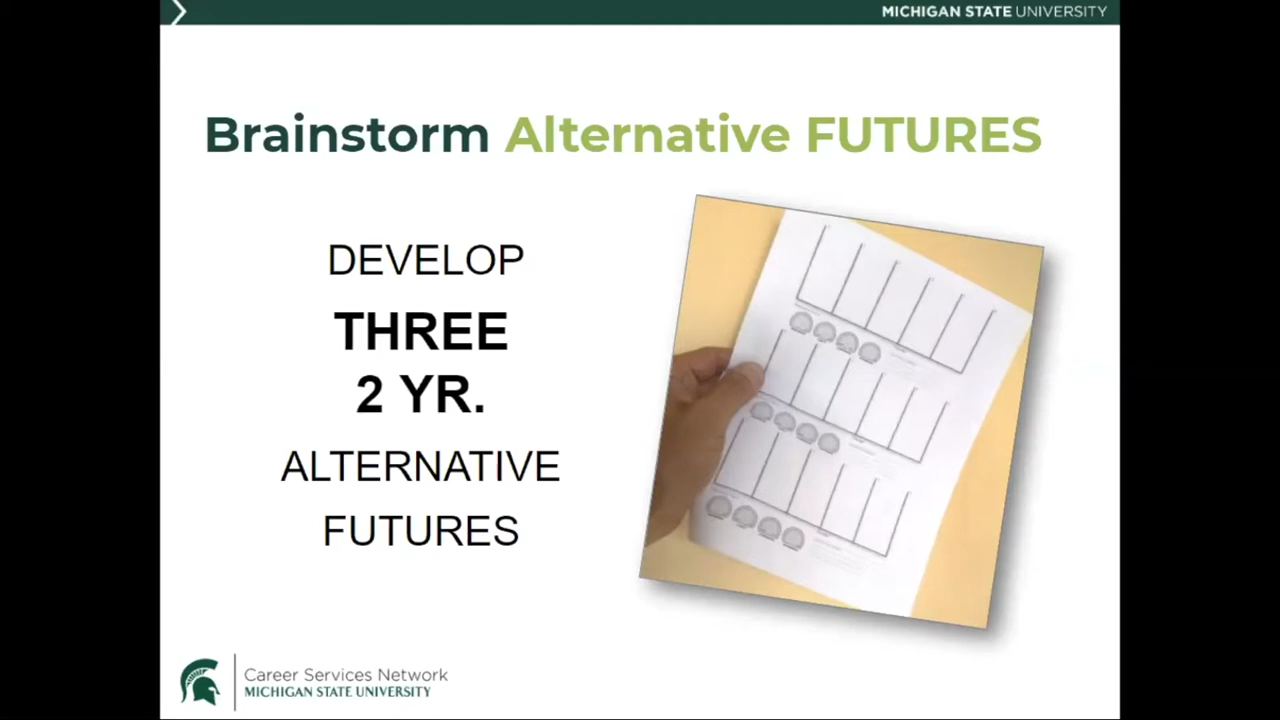 MICHIGAN STATE UNIVERSITY
Brainstorm Alternative FUTURES
DEVELOP
THREE
2 YR.
ALTERNATIVE
FUTURES
Career Services Network
MICHIGAN STATE UNIVERSITY